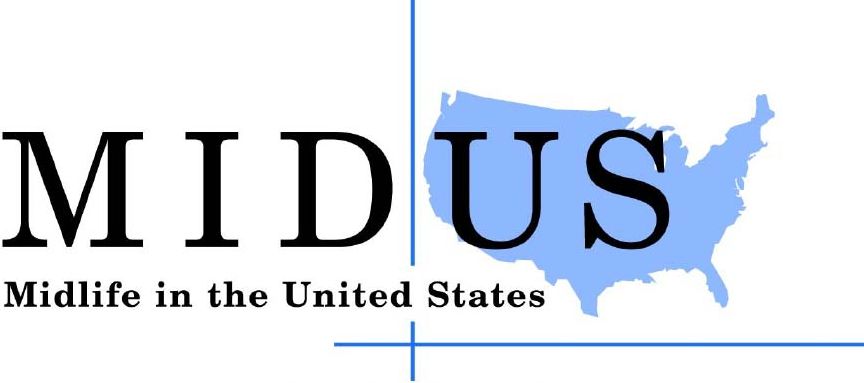 MIDUS
Midlife in the United States